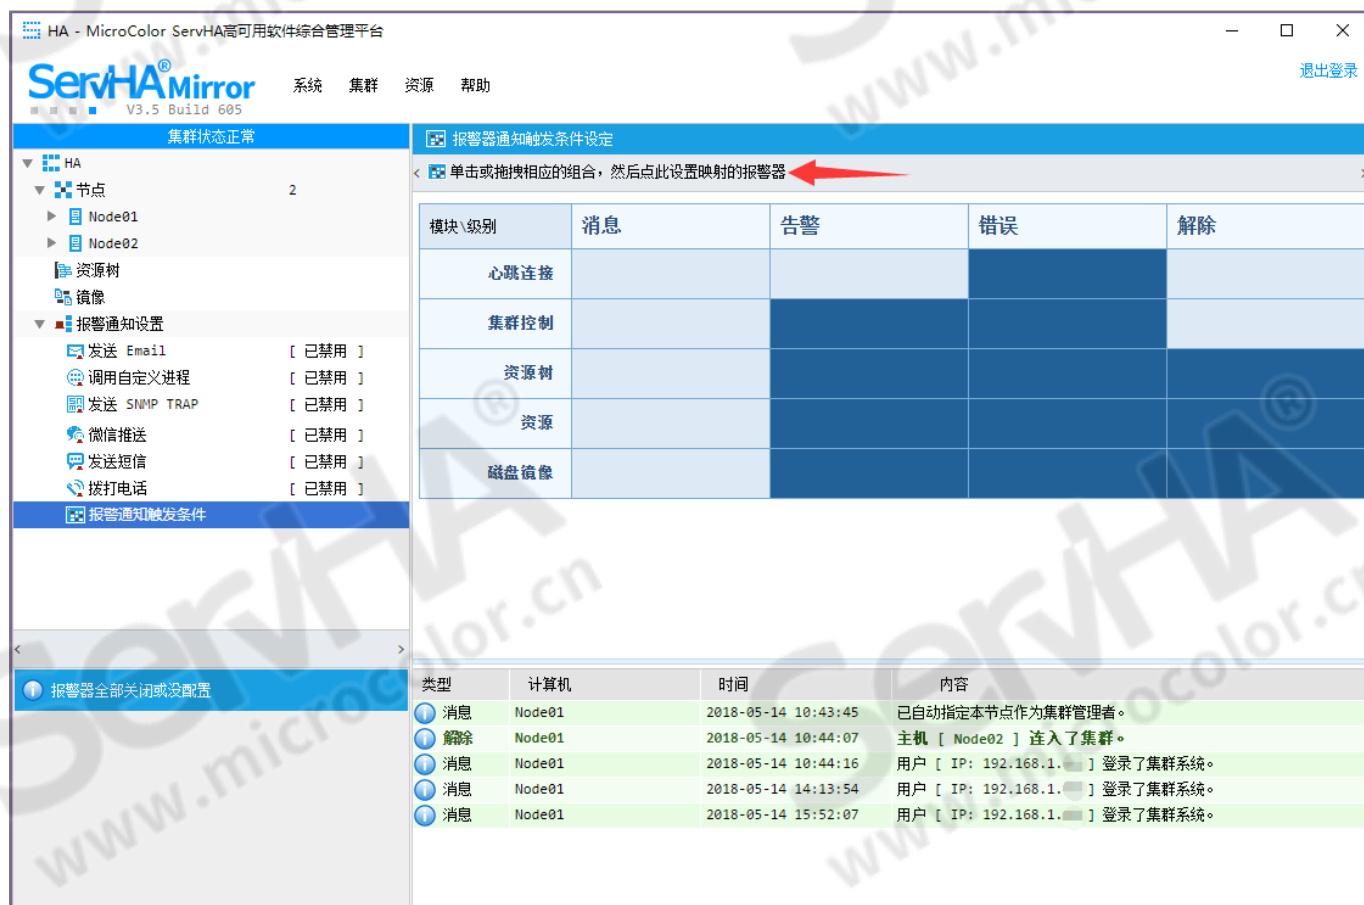 HA - MicroColor ServHA高可用软件综合管理平台
ServHA® Mirror
V3.5 Build 605
系统 集群 资源 帮助
退出登录
集群状态正常
HA
节点 2
Node01
Node02
资源树
镜像
报警通知设置
发送 Email [ 已禁用 ]
调用自定义进程 [ 已禁用 ]
发送 SNMP TRAP [ 已禁用 ]
微信推送 [ 已禁用 ]
发送短信 [ 已禁用 ]
拨打电话 [ 已禁用 ]
报警通知触发条件
报警器全部关闭或没配置
报警器通知触发条件设定
单击或拖拽相应的组合，然后点此设置映射的报警器
模块\级别 消息 告警 错误 解除
心跳连接
集群控制
资源树
资源
磁盘镜像
类型 计算机 时间 内容
消息 Node01 2018-05-14 10:43:45 已自动指定本节点作为集群管理者。
解除 Node01 2018-05-14 10:44:07 主机 [ Node02 ] 连入了集群。
消息 Node01 2018-05-14 10:44:16 用户 [ IP: 192.168.1. ] 登录了集群系统。
消息 Node01 2018-05-14 14:13:54 用户 [ IP: 192.168.1. ] 登录了集群系统。
消息 Node01 2018-05-14 15:52:07 用户 [ IP: 192.168.1. ] 登录了集群系统。
ServHA®
www.microcolor.cn
ServHA®
www.microcolor.cn